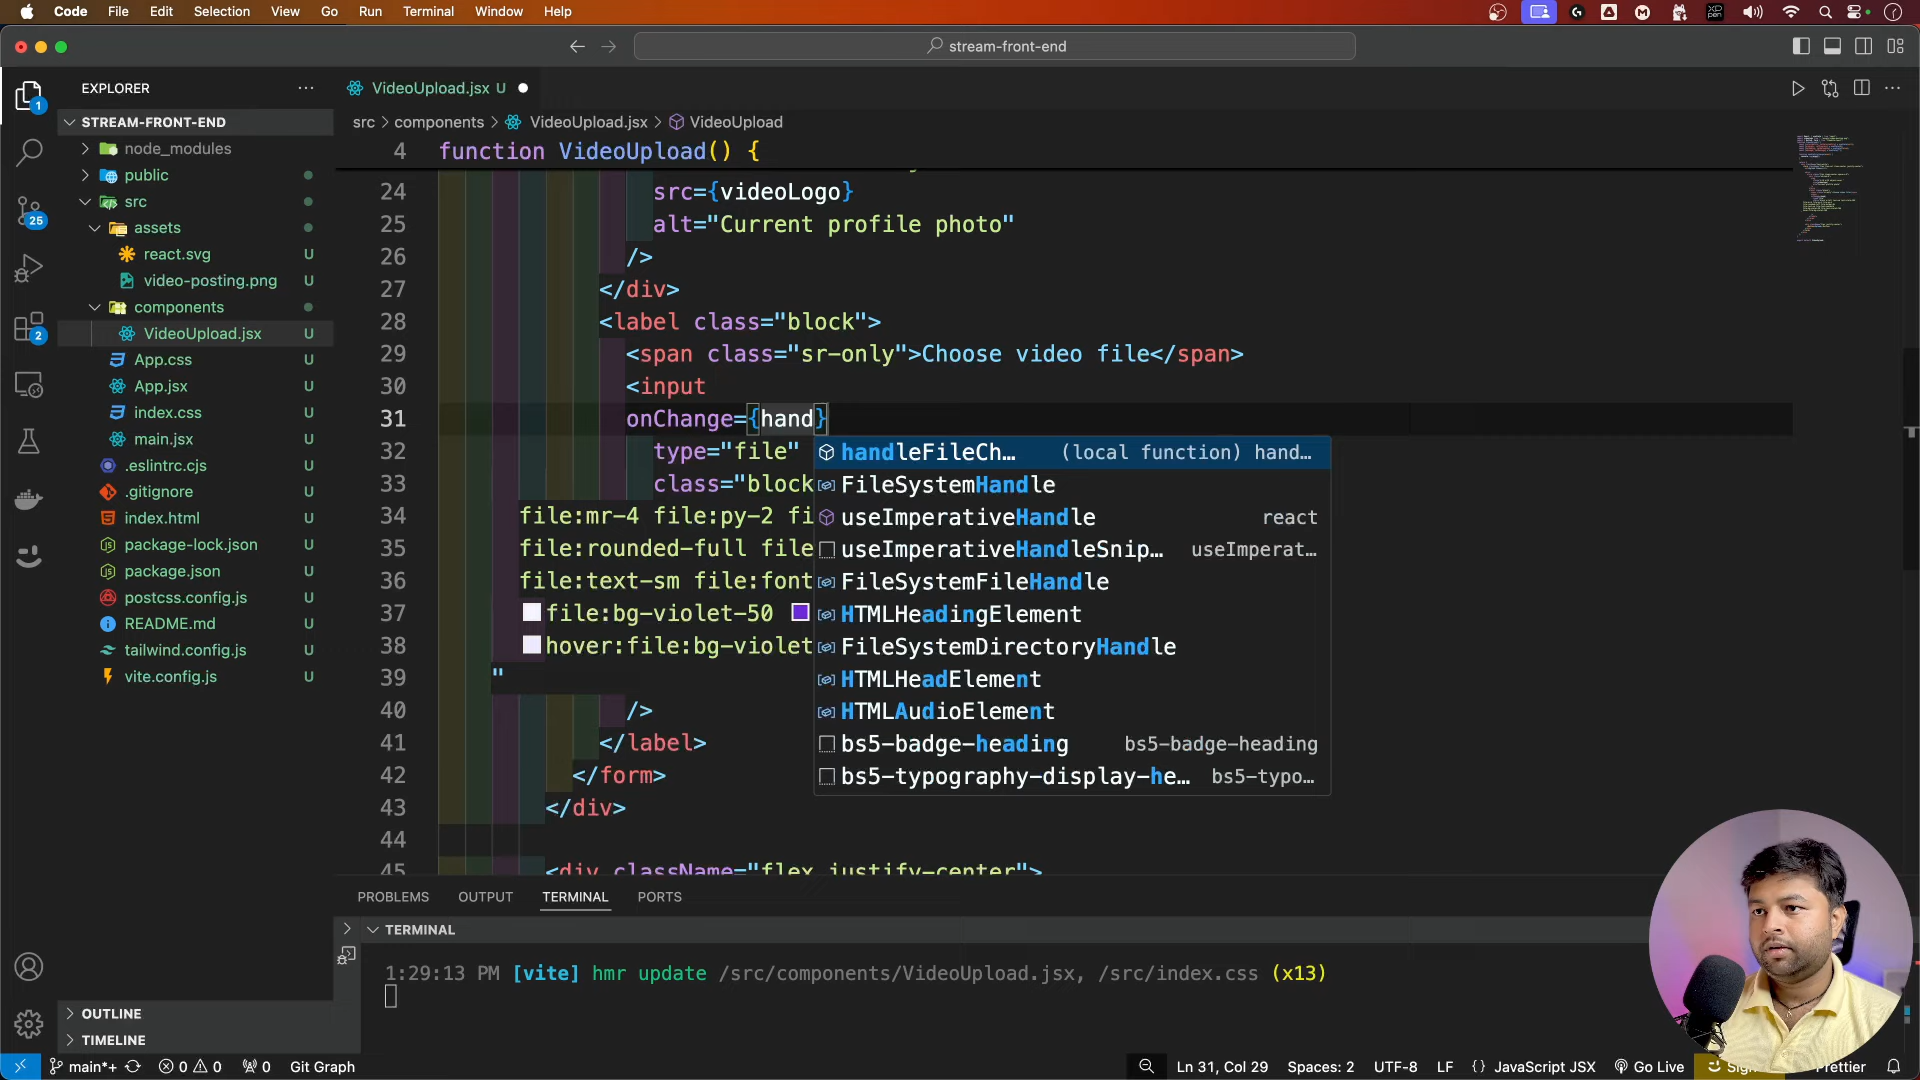 Code File Edit Selection View Go Run Terminal Window Help
stream-front-end
EXPLORER
STREAM-FRONT-END
node_modules
public
src
assets
react.svg U
video-posting.png U
components
VideoUpload.jsx U
App.css U
App.jsx U
index.css U
main.jsx U
.eslintrc.cjs U
.gitignore U
index.html U
package-lock.json U
package.json U
postcss.config.js U
README.md U
tailwind.config.js U
vite.config.js U
OUTLINE
TIMELINE
1
25
2
VideoUpload.jsx U
src > components > VideoUpload.jsx > VideoUpload
4 function VideoUpload() {
24 src={videoLogo}
25 alt="Current profile photo"
26 />
27 </div>
28 <label class="block">
29 <span class="sr-only">Choose video file</span>
30 <input
31 onChange={hand}
32 type="file"
33 class="block
34 file:mr-4 file:py-2 fi
35 file:rounded-full file
36 file:text-sm file:font
37 file:bg-violet-50
38 hover:file:bg-violet
39 "
40 />
41 </label>
42 </form>
43 </div>
44
45 <div className="flex justify-center">
handleFileCh… (local function) hand…
FileSystemHandle
useImperativeHandle react
useImperativeHandleSnip… useImperat…
FileSystemFileHandle
HTMLHeadingElement
FileSystemDirectoryHandle
HTMLHeadElement
HTMLAudioElement
bs5-badge-heading bs5-badge-heading
bs5-typography-display-he… bs5-typo…
PROBLEMS OUTPUT TERMINAL PORTS
TERMINAL
1:29:13 PM [vite] hmr update /src/components/VideoUpload.jsx, /src/index.css (x13)
main*+ 0 0 0 Git Graph
Ln 31, Col 29 Spaces: 2 UTF-8 LF {} JavaScript JSX Go Live